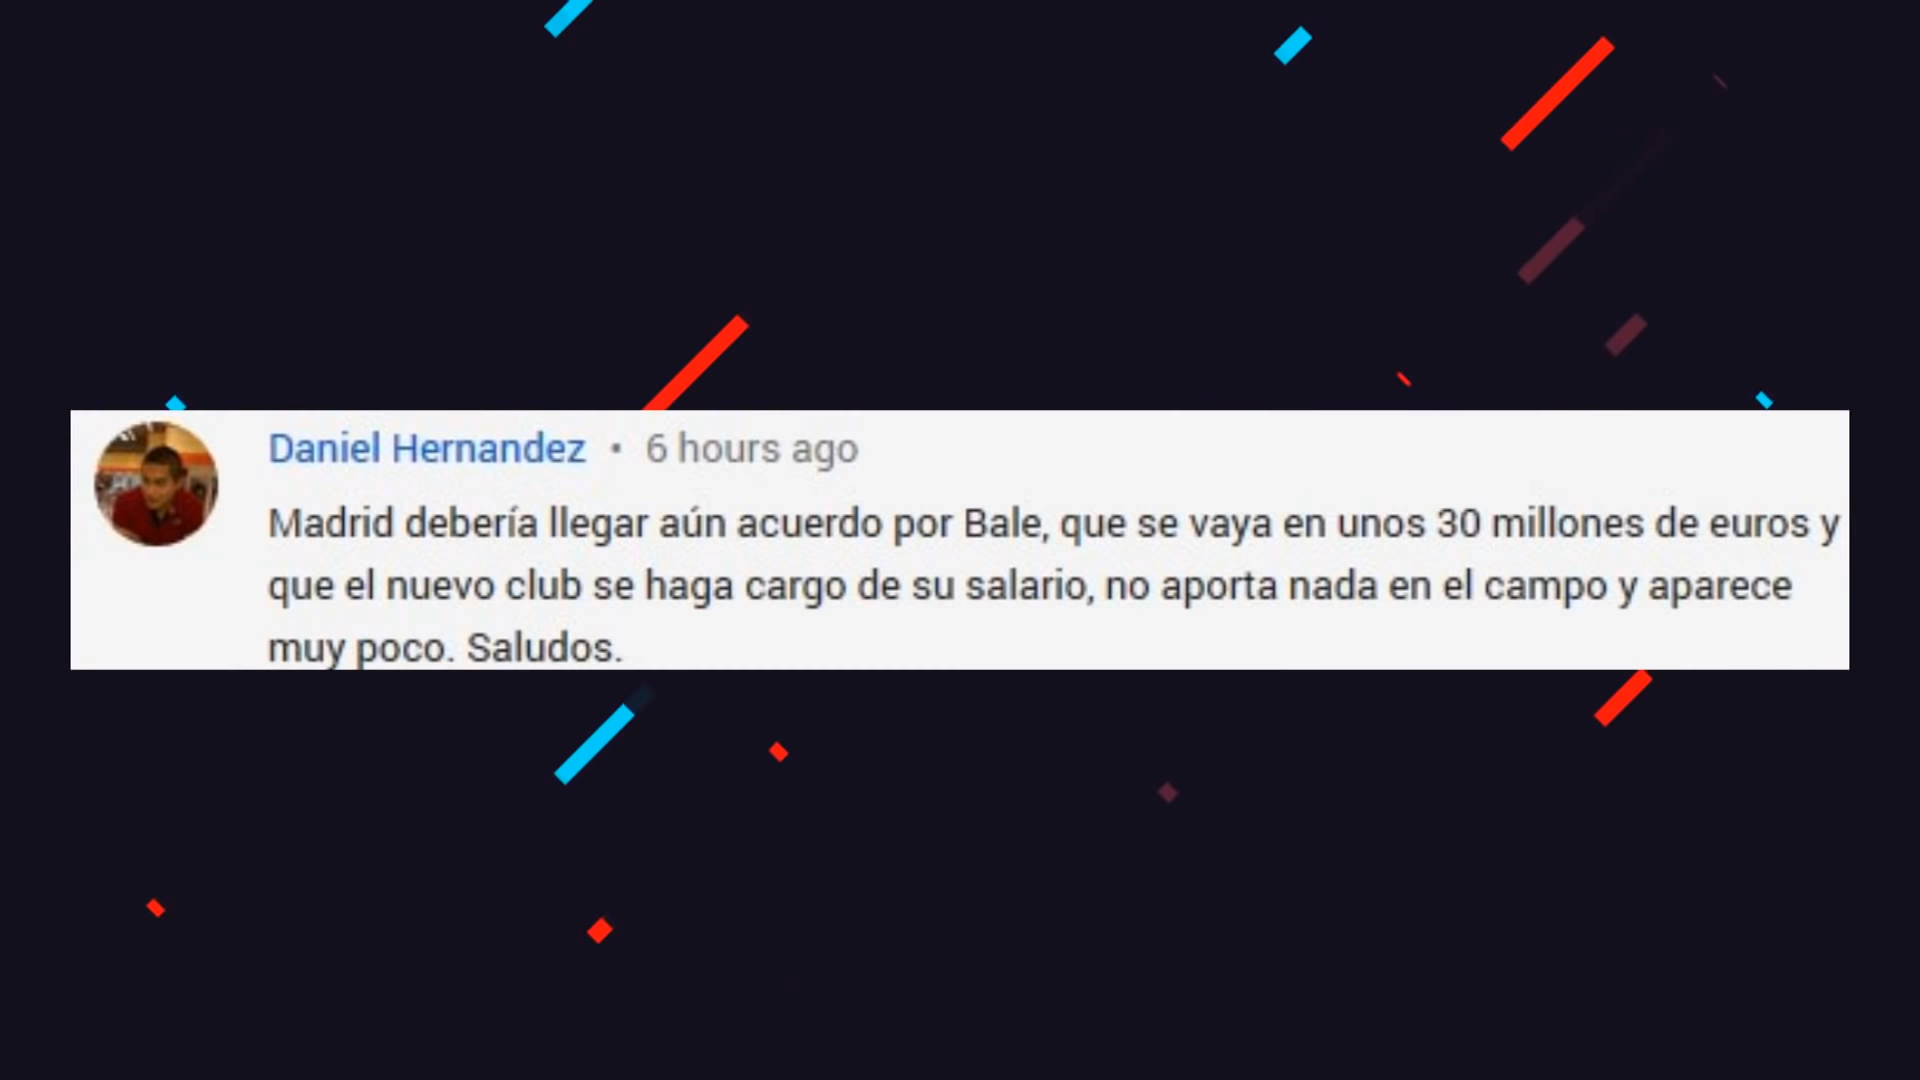 Daniel Hernandez • 6 hours ago
Madrid debería llegar aún acuerdo por Bale, que se vaya en unos 30 millones de euros y
que el nuevo club se haga cargo de su salario, no aporta nada en el campo y aparece
muy poco. Saludos.